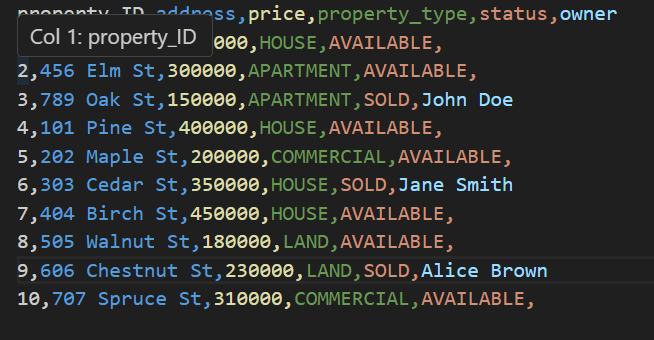 property_ID,address,price,property_type,status,owner
Col 1: property_ID
0000,HOUSE,AVAILABLE,
2,456 Elm St,300000,APARTMENT,AVAILABLE,
3,789 Oak St,150000,APARTMENT,SOLD,John Doe
4,101 Pine St,400000,HOUSE,AVAILABLE,
5,202 Maple St,200000,COMMERCIAL,AVAILABLE,
6,303 Cedar St,350000,HOUSE,SOLD,Jane Smith
7,404 Birch St,450000,HOUSE,AVAILABLE,
8,505 Walnut St,180000,LAND,AVAILABLE,
9,606 Chestnut St,230000,LAND,SOLD,Alice Brown
10,707 Spruce St,310000,COMMERCIAL,AVAILABLE,